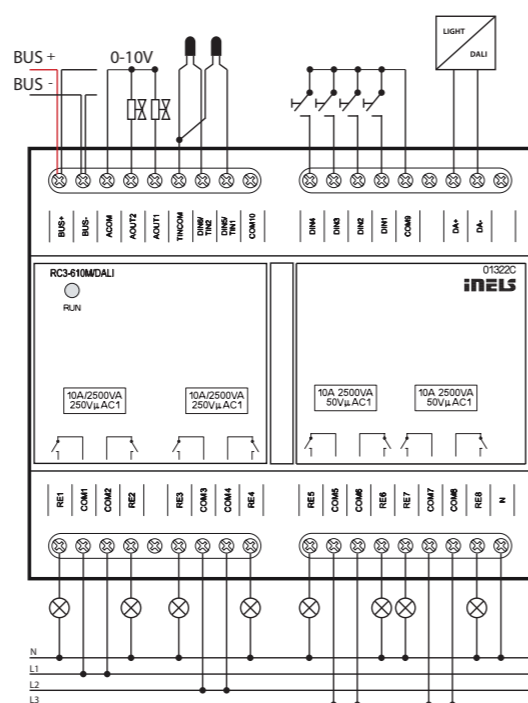 LIGHT
DALI
BUS +
BUS -
0-10V
BUS+
BUS-
ACOM
AOUT2
AOUT1
TINCOM
DIN6/
TIN2
DIN5/
TIN1
COM10
DIN4
DIN3
DIN2
DIN1
COM9
DA+
DA-
RC3-610M/DALI
RUN
01322C
iNELS
10A/2500VA
250VµAC1
10A/2500VA
250VµAC1
10A 2500VA
50VµAC1
10A 2500VA
50VµAC1
RE1
COM1
COM2
RE2
RE3
COM3
COM4
RE4
RE5
COM5
COM6
RE6
RE7
COM7
COM8
RE8
N
N
L1
L2
L3